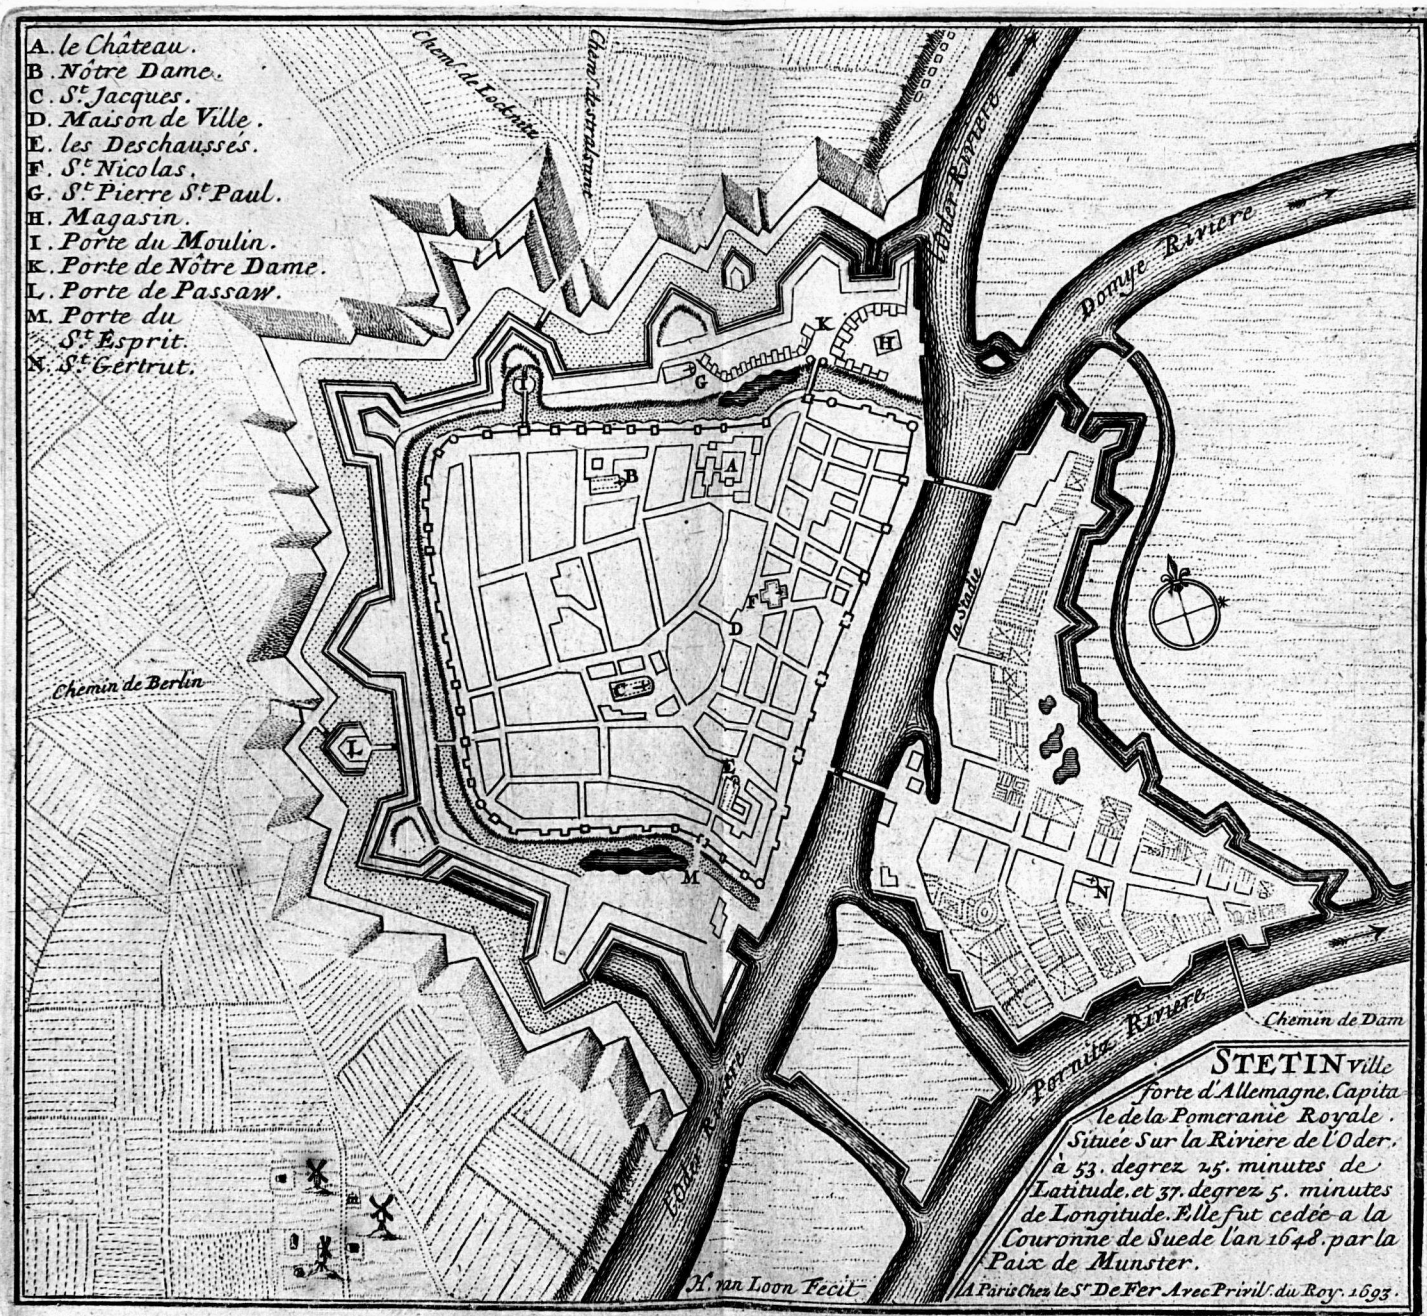 A. le Château.
B. Nôtre Dame.
C. St. Jacques.
D. Maison de Ville.
E. les Deschaussés.
F. St. Nicolas.
G. St. Pierre St. Paul.
H. Magasin.
I. Porte du Moulin.
K. Porte de Nôtre Dame.
L. Porte de Passaw.
M. Porte du
St. Esprit.
N. St. Gertrut.
Chem. de Locknitz
Chem. de stralsund
l'Oder Riviere
Domye Riviere
K
H
G
I
A
B
la Stadie
F
D
C
Chemin de Berlin
L
E
M
N
Pornitz Riviere
Chemin de Dam
l'Oder Riviere
STETIN Ville
forte d'Allemagne. Capita
le de la Pomeranie Royale.
Situee Sur la Riviere de l'Oder,
à 53. degrez 25. minutes de
Latitude, et 37. degrez 5. minutes
de Longitude. Elle fut cedée a la
Couronne de Suede l'an 1648. par la
Paix de Munster.
H. van Loon Fecit
A Paris Chez le Sr. De Fer Avec Privil. du Roy. 1693.